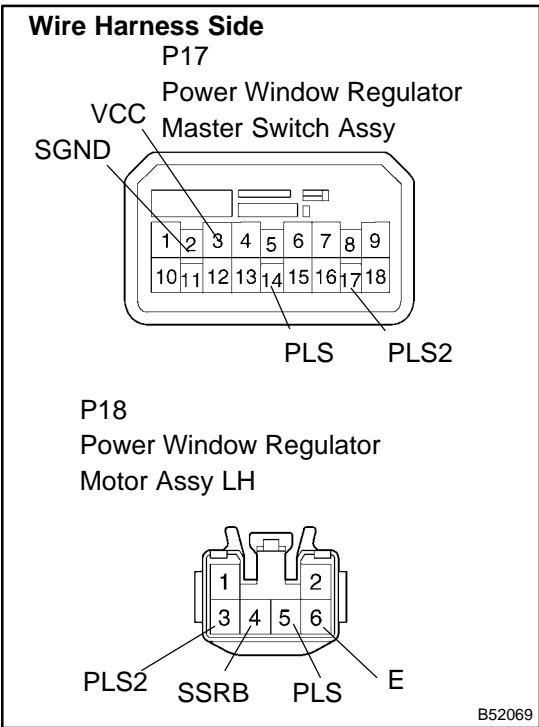 Wire Harness Side
P17
Power Window Regulator
Master Switch Assy
VCC
SGND
1 2 3 4 5 6 7 8 9
10 11 12 13 14 15 16 17 18
PLS PLS2
P18
Power Window Regulator
Motor Assy LH
1 2
3 4 5 6
PLS2 SSRB PLS E
B52069